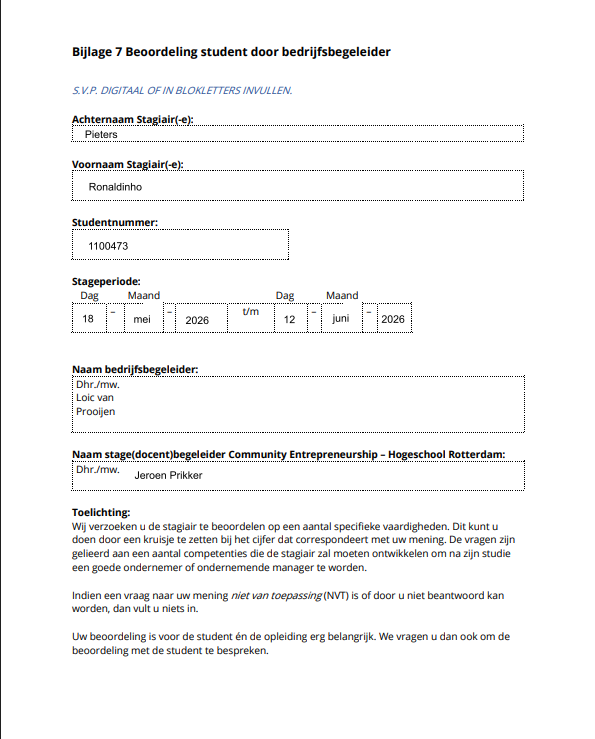 Bijlage 7 Beoordeling student door bedrijfsbegeleider
S.V.P. DIGITAAL OF IN BLOKLETTERS INVULLEN.
Achternaam Stagiair(-e):
Pieters
Voornaam Stagiair(-e):
Ronaldinho
Studentnummer:
1100473
Stageperiode:
Dag Maand Dag Maand
18 – mei – 2026 t/m 12 – juni – 2026
Naam bedrijfsbegeleider:
Dhr./mw.
Loic van
Prooijen
Naam stage(docent)begeleider Community Entrepreneurship – Hogeschool Rotterdam:
Dhr./mw. Jeroen Prikker
Toelichting:
Wij verzoeken u de stagiair te beoordelen op een aantal specifieke vaardigheden. Dit kunt u
doen door een kruisje te zetten bij het cijfer dat correspondeert met uw mening. De vragen zijn
gelieerd aan een aantal competenties die de stagiair zal moeten ontwikkelen om na zijn studie
een goede ondernemer of ondernemende manager te worden.
Indien een vraag naar uw mening niet van toepassing (NVT) is of door u niet beantwoord kan
worden, dan vult u niets in.
Uw beoordeling is voor de student én de opleiding erg belangrijk. We vragen u dan ook om de
beoordeling met de student te bespreken.